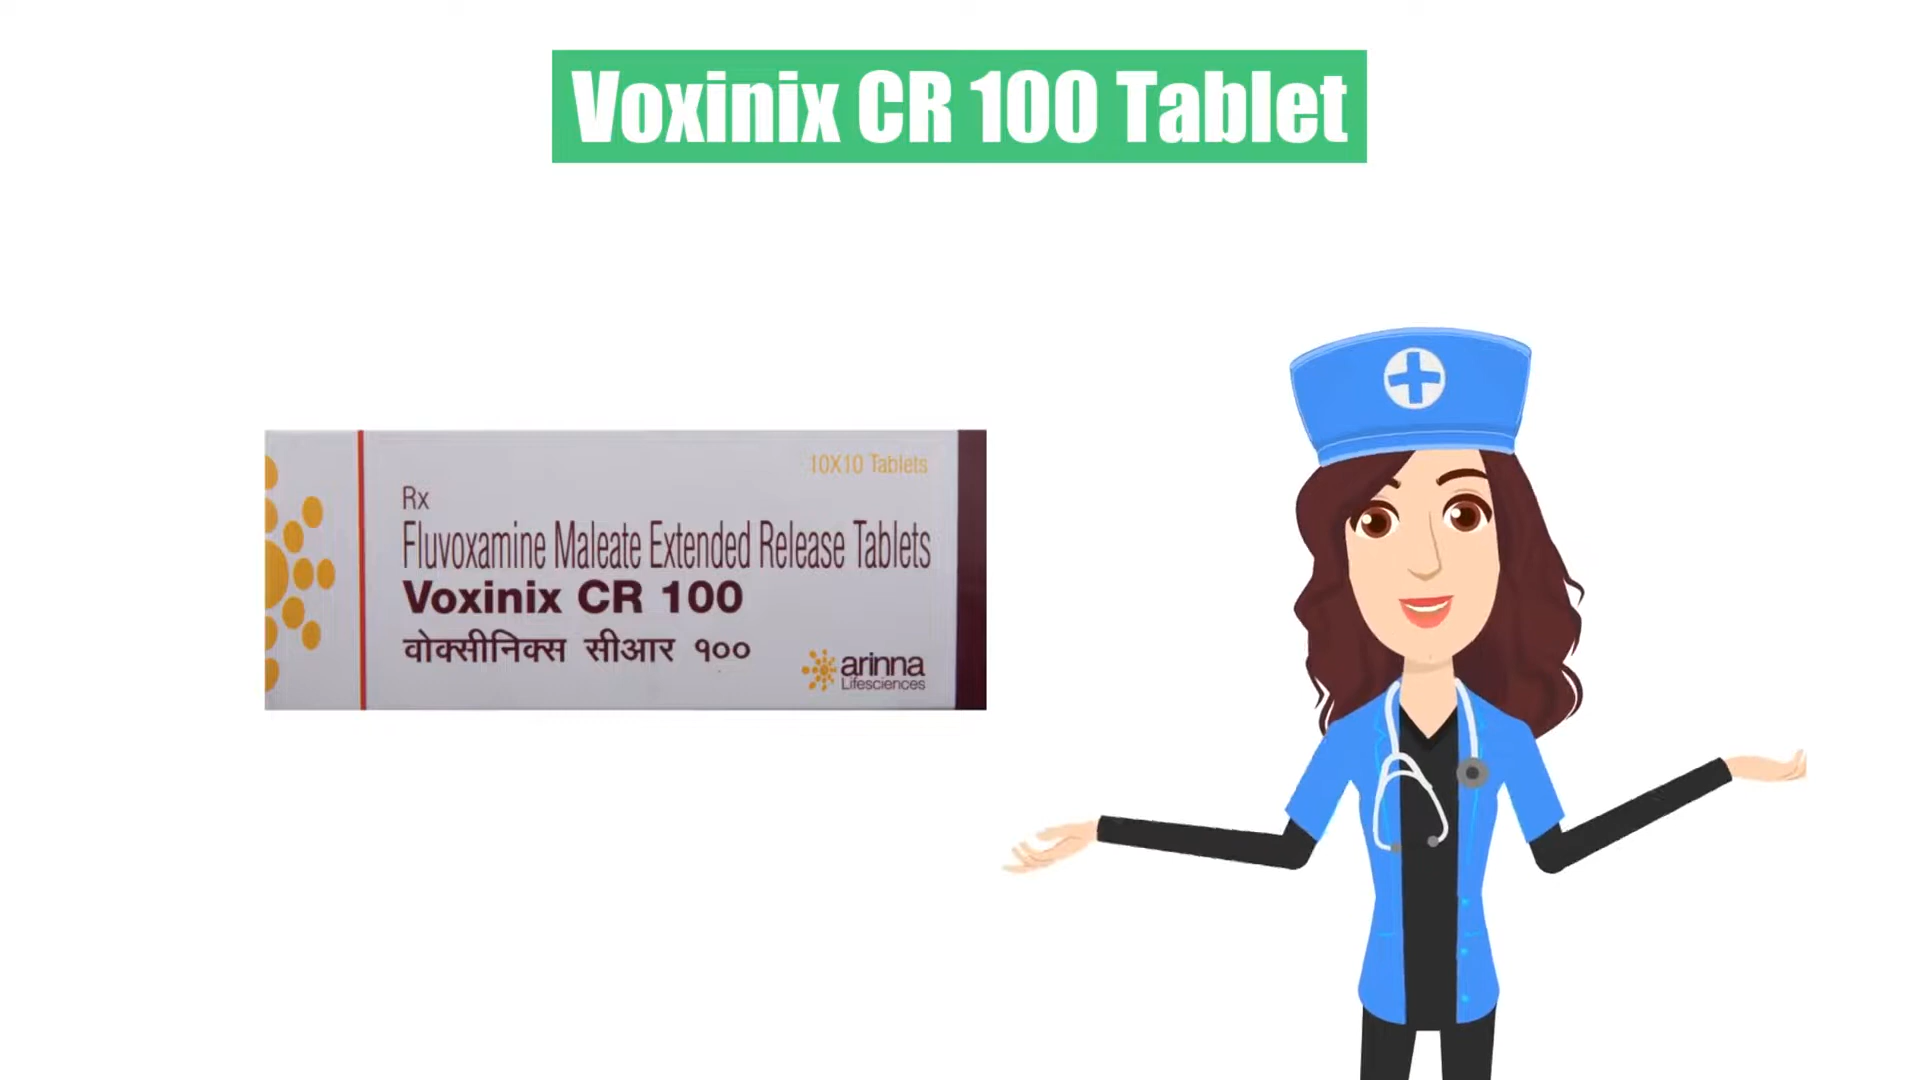 Voxinix CR 100 Tablet
10X10 Tablets
Rx
Fluvoxamine Maleate Extended Release Tablets
Voxinix CR 100
वोक्सीनिक्स सीआर १००
arinna
Lifesciences